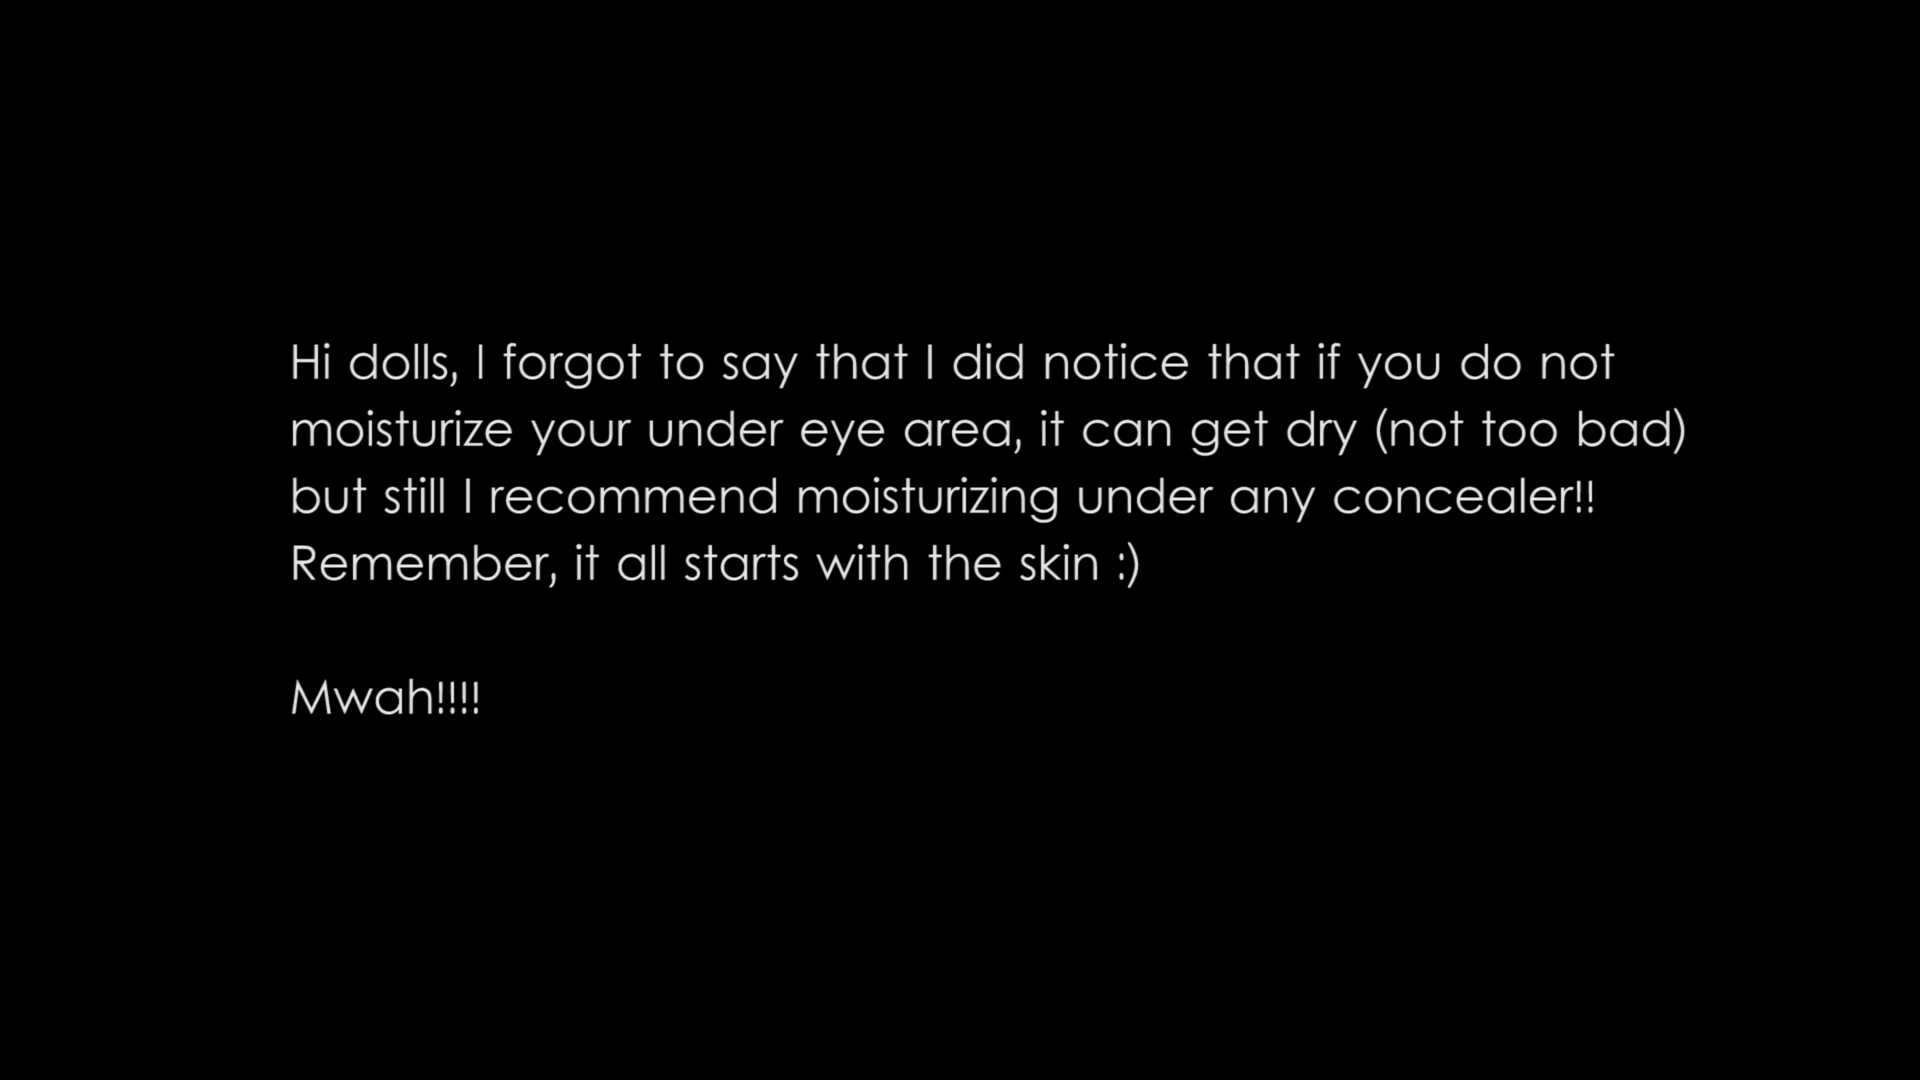 Hi dolls, I forgot to say that I did notice that if you do not
moisturize your under eye area, it can get dry (not too bad)
but still I recommend moisturizing under any concealer!!
Remember, it all starts with the skin :)
Mwah!!!!